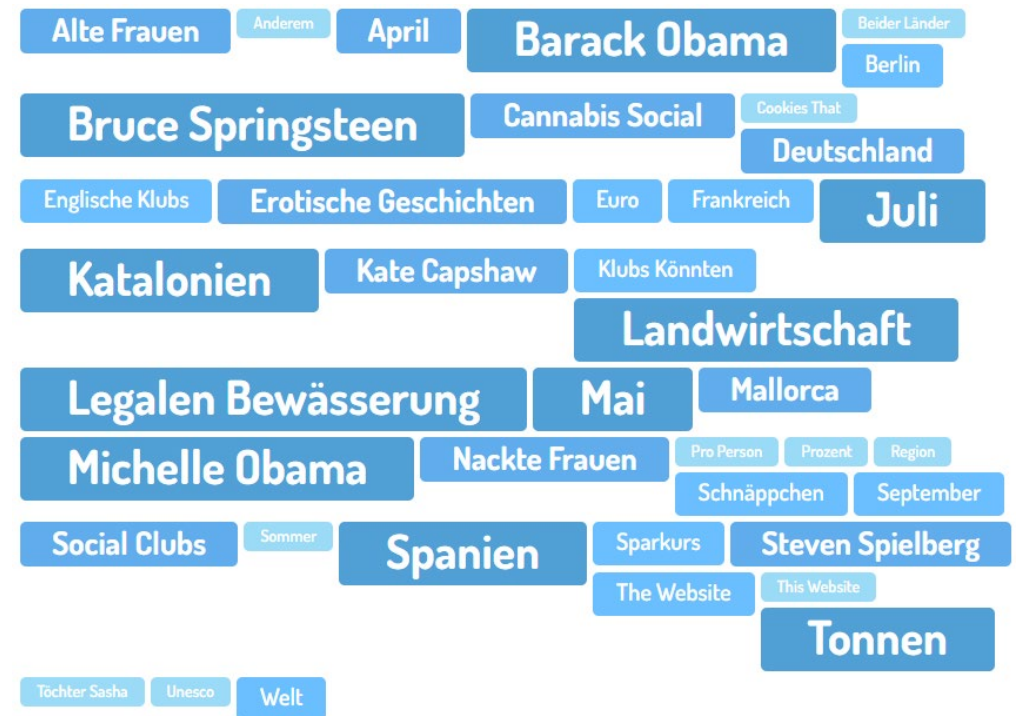 Alte Frauen Anderem April Barack Obama Beider Länder
Berlin
Bruce Springsteen Cannabis Social Cookies That
Deutschland
Englische Klubs Erotische Geschichten Euro Frankreich Juli
Katalonien Kate Capshaw Klubs Könnten
Landwirtschaft
Legalen Bewässerung Mai Mallorca
Michelle Obama Nackte Frauen Pro Person Prozent Region
Schnäppchen September
Social Clubs Sommer Spanien Sparkurs Steven Spielberg
The Website This Website
Tonnen
Töchter Sasha Unesco Welt